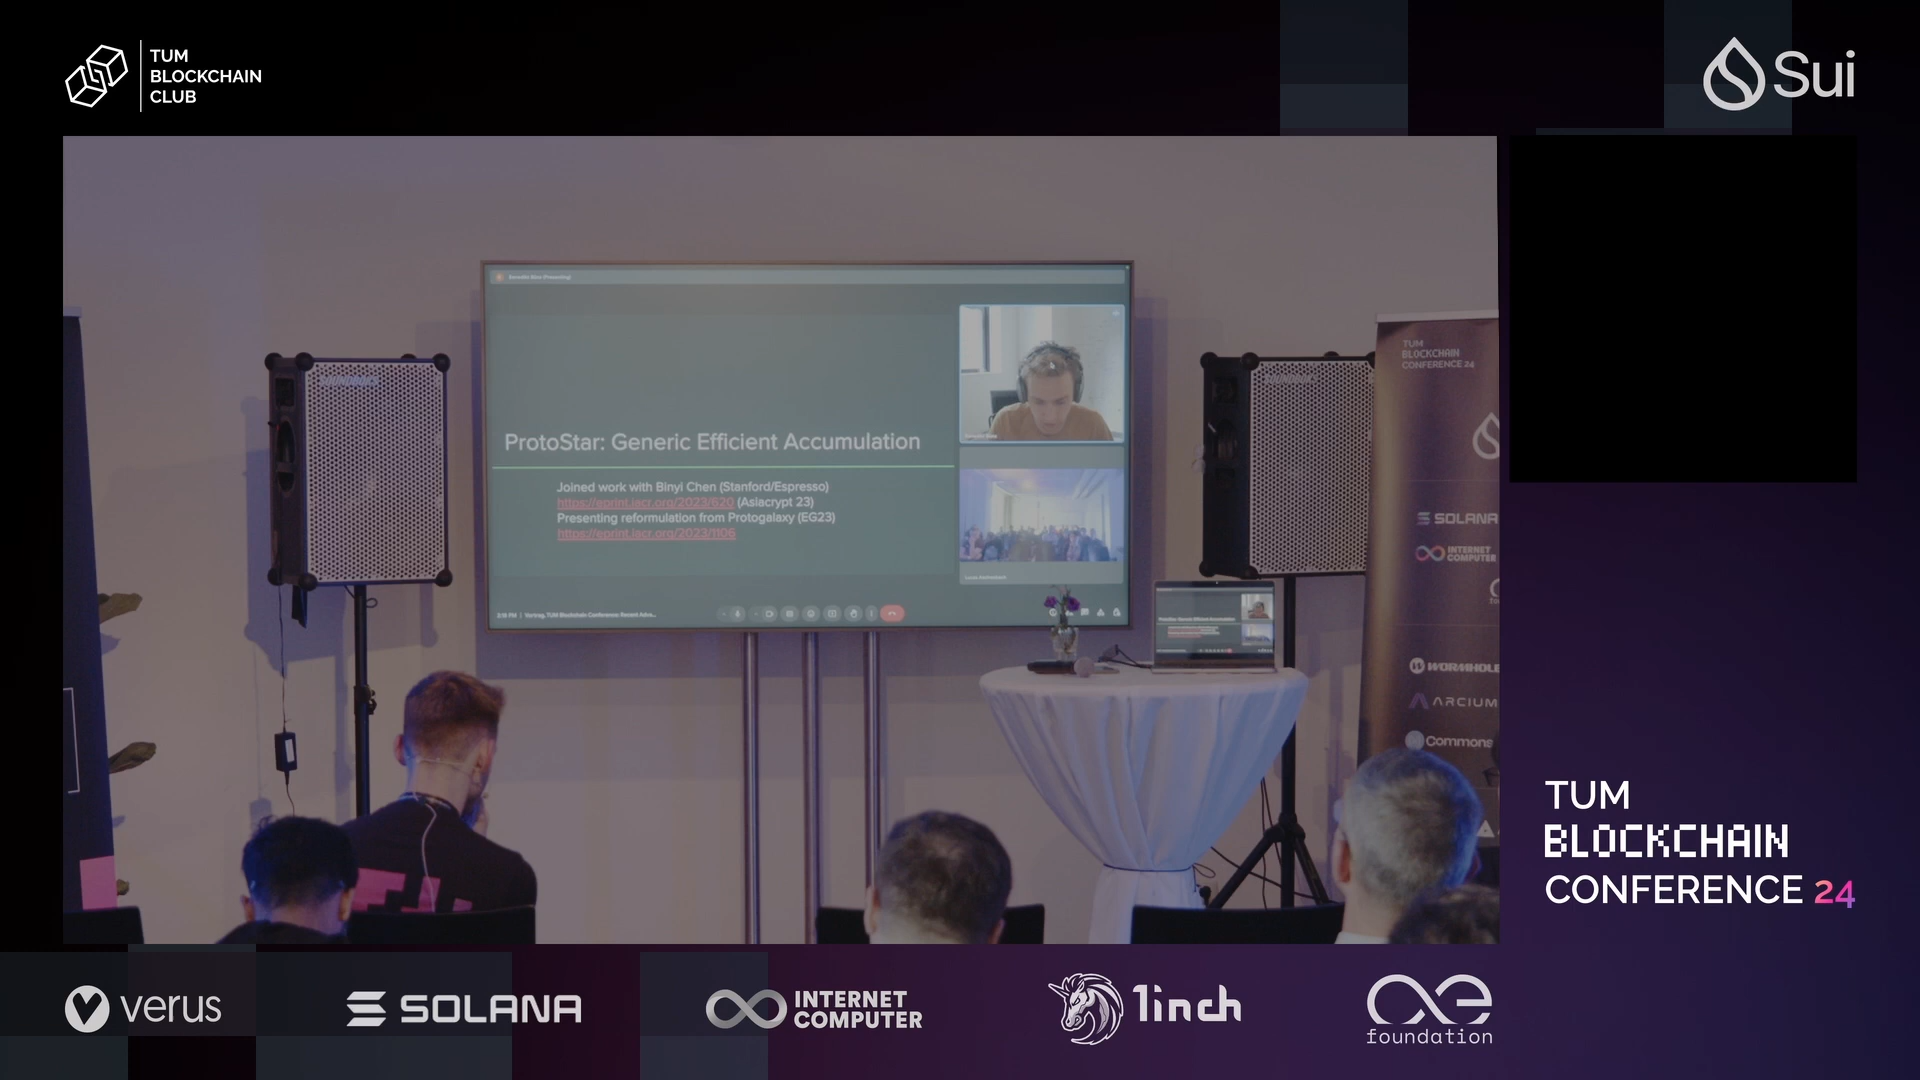 TUM
BLOCKCHAIN
CLUB
Sui
SOUNDBOKS
ProtoStar: Generic Efficient Accumulation
Joined work with Binyi Chen (Stanford/Espresso)
https://eprint.iacr.org/2023/620 (Asiacrypt 23)
Presenting reformulation from Protogalaxy (EG23)
https://eprint.iacr.org/2023/1106
TUM
BLOCKCHAIN
CONFERENCE 24
SOLANA
INTERNET
COMPUTER
WORMHOLE
ARCIUM
Commons
TUM
BLOCKCHAIN
CONFERENCE 24
verus
SOLANA
INTERNET
COMPUTER
1inch
foundation